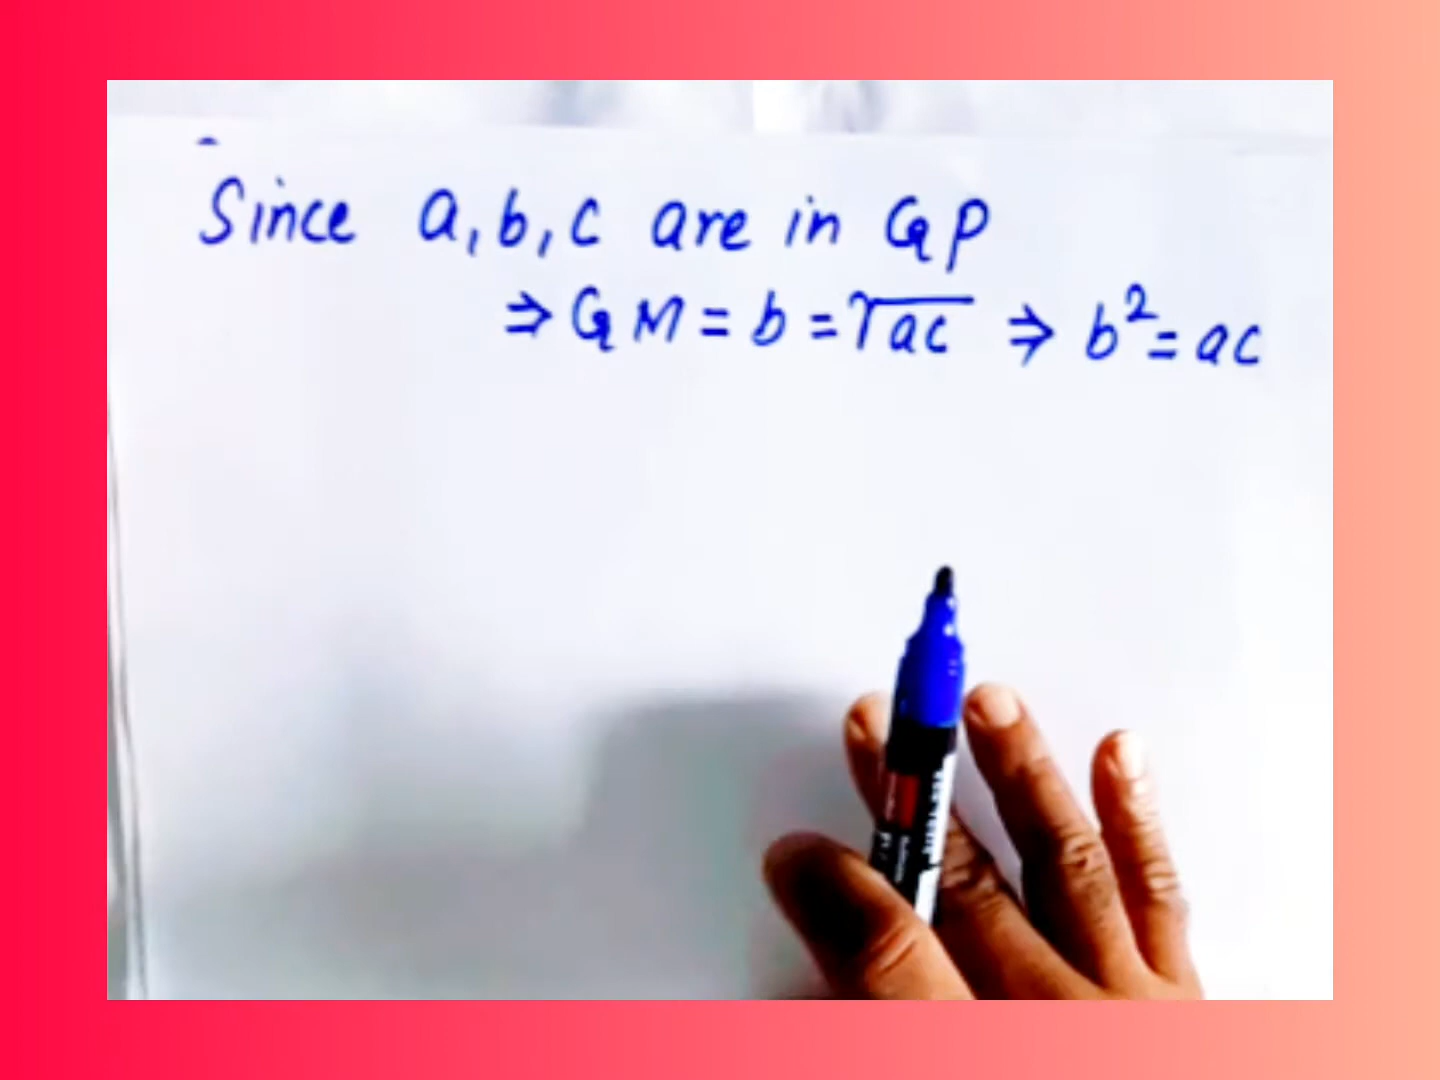 Since a, b, c are in GP
⇒ GM = b = √ac ⇒ b² = ac